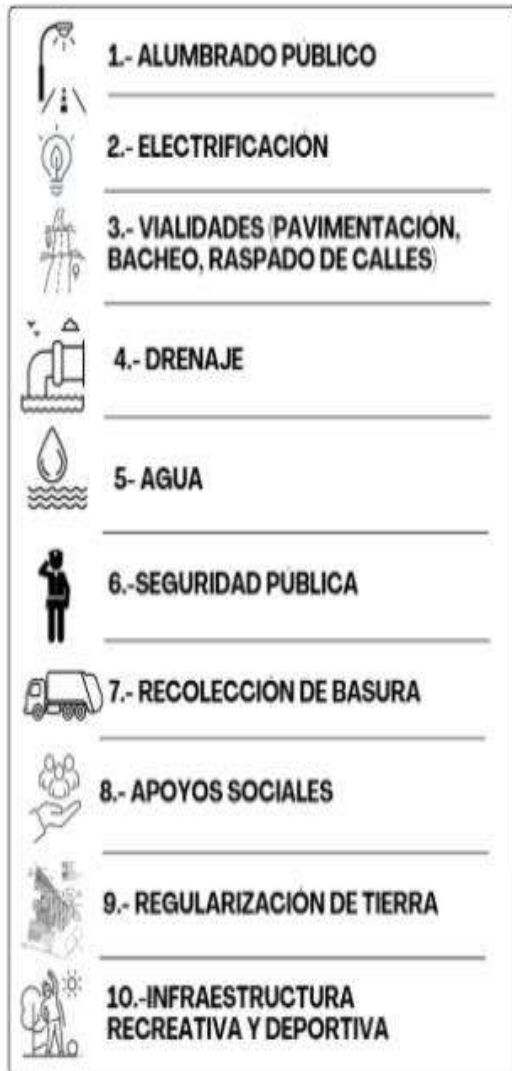 1.- ALUMBRADO PÚBLICO
2.- ELECTRIFICACIÓN
3.- VIALIDADES (PAVIMENTACIÓN,
BACHEO, RASPADO DE CALLES)
4.- DRENAJE
5- AGUA
6.-SEGURIDAD PÚBLICA
7.- RECOLECCIÓN DE BASURA
8.- APOYOS SOCIALES
9.- REGULARIZACIÓN DE TIERRA
10.-INFRAESTRUCTURA
RECREATIVA Y DEPORTIVA